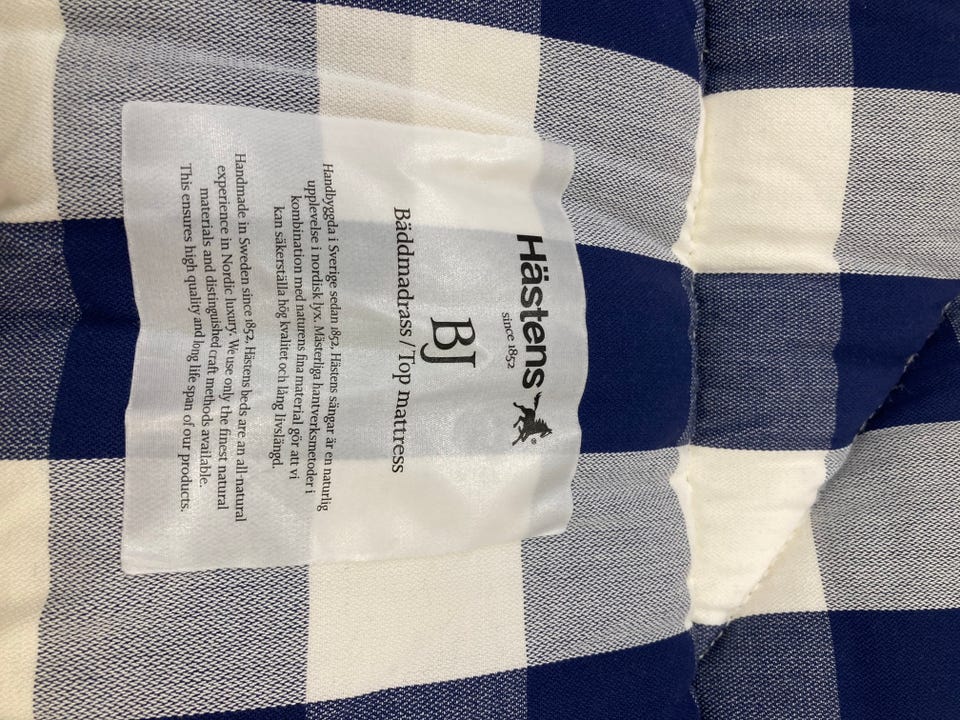 Hästens
since 1852
BJ
Bäddmadrass / Top mattress
Handbyggda i Sverige sedan 1852. Hästens sängar är en naturlig
upplevelse i nordisk lyx. Mästerliga hantverksmetoder i
kombination med naturens fina material gör att vi
kan säkerställa hög kvalitet och lång livslängd.
Handmade in Sweden since 1852, Hästens beds are an all-natural
experience in Nordic luxury. We use only the finest natural
materials and distinguished craft methods available.
This ensures high quality and long life span of our products.